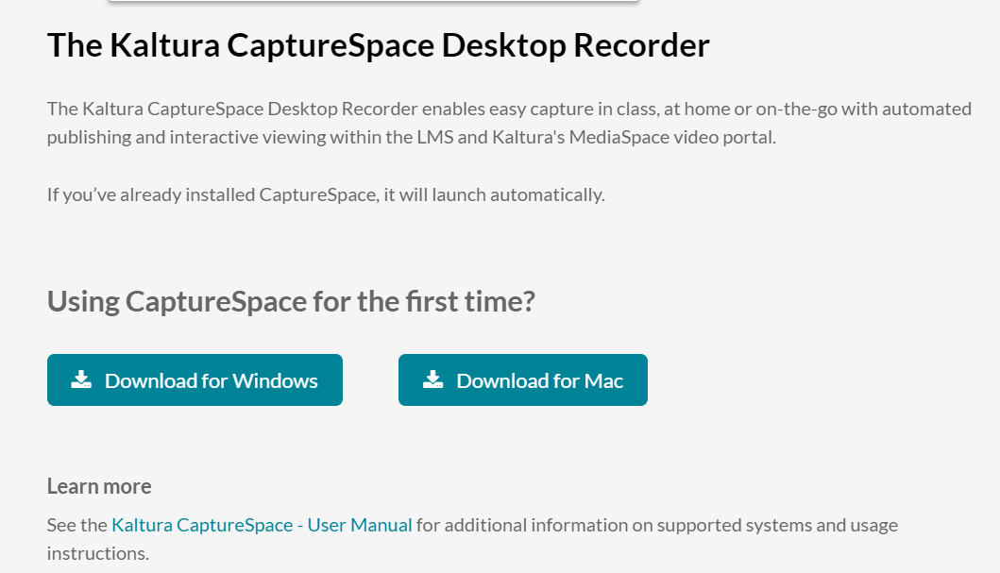 The Kaltura CaptureSpace Desktop Recorder
The Kaltura CaptureSpace Desktop Recorder enables easy capture in class, at home or on-the-go with automated
publishing and interactive viewing within the LMS and Kaltura's MediaSpace video portal.
If you’ve already installed CaptureSpace, it will launch automatically.
Using CaptureSpace for the first time?
Download for Windows
Download for Mac
Learn more
See the Kaltura CaptureSpace - User Manual for additional information on supported systems and usage
instructions.